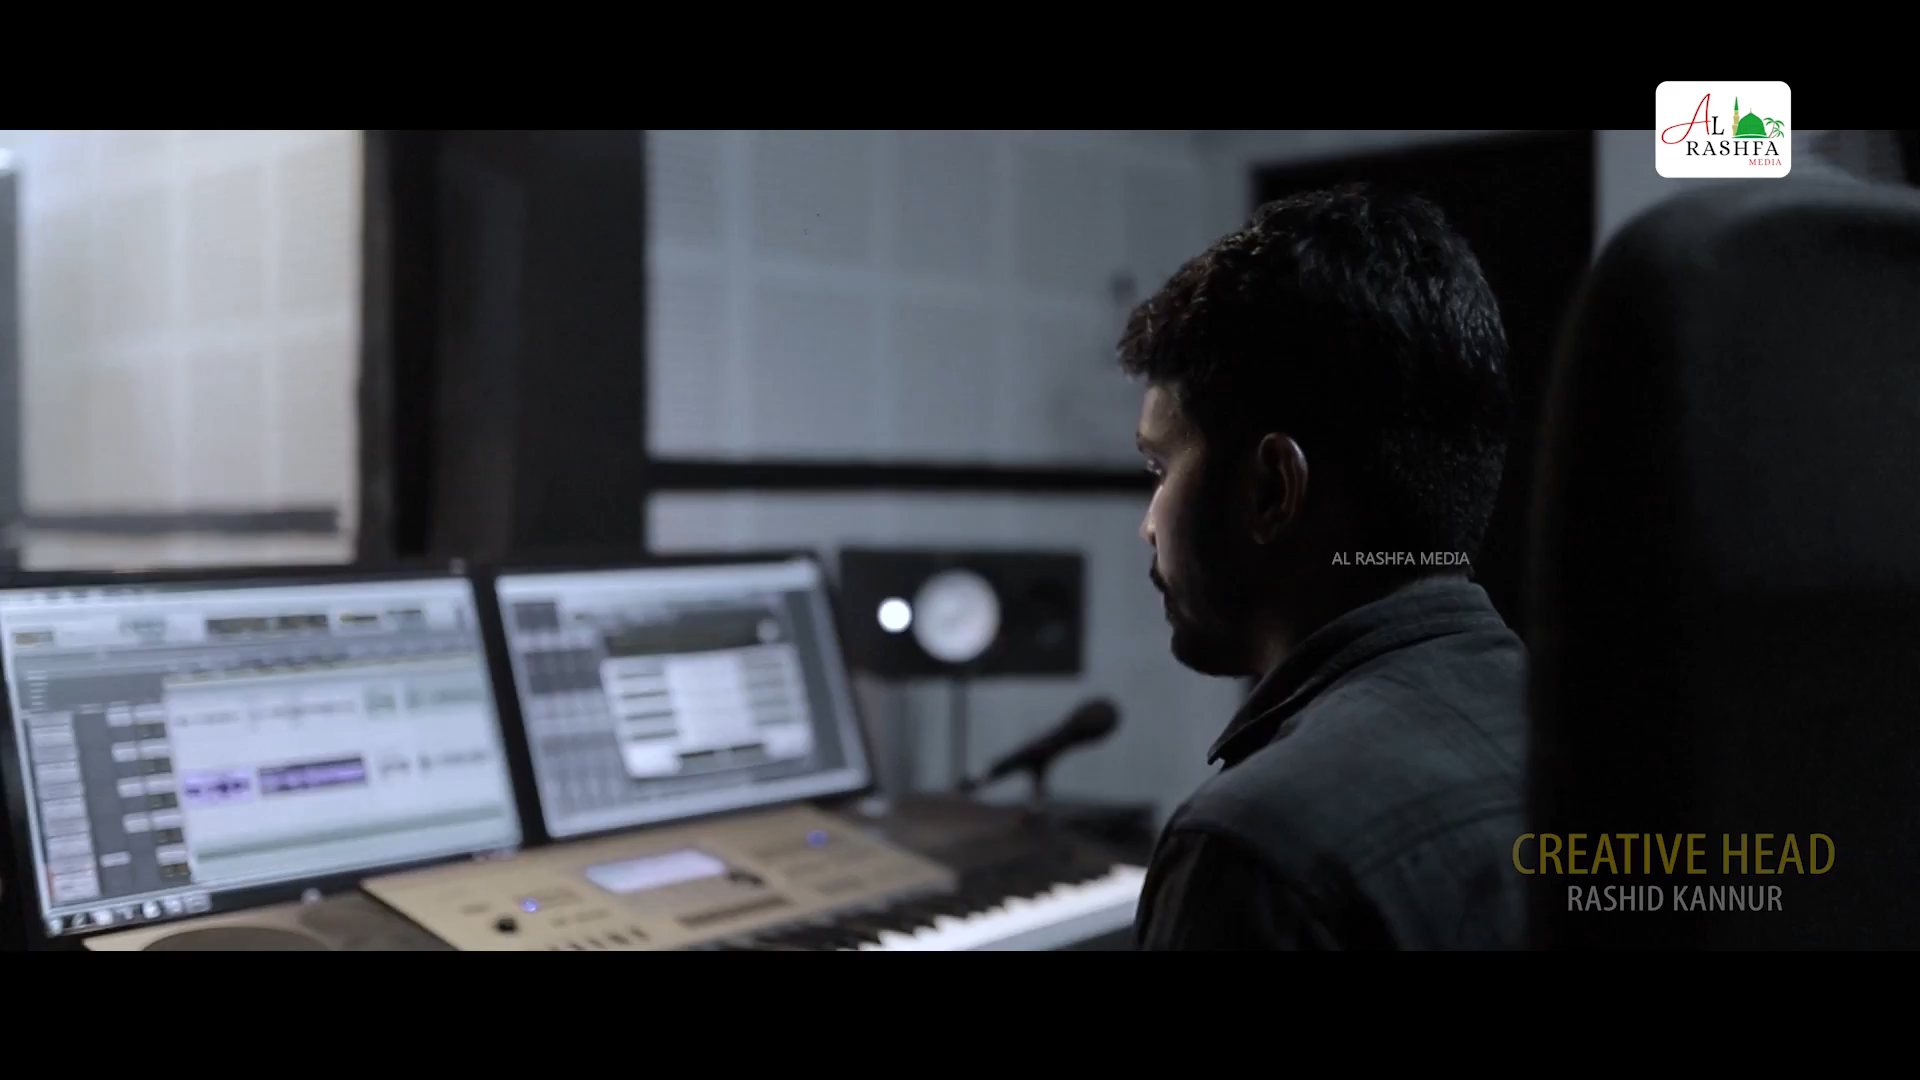 AL
RASHFA
MEDIA
AL RASHFA MEDIA
CREATIVE HEAD
RASHID KANNUR